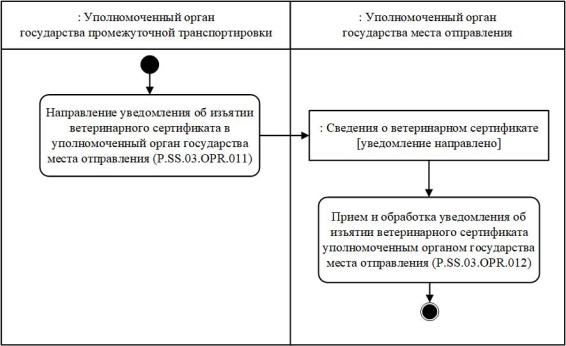 : Уполномоченный орган
государства промежуточной транспортировки
: Уполномоченный орган
государства места отправления
Направление уведомления об изъятии
ветеринарного сертификата в
уполномоченный орган государства
места отправления (P.SS.03.OPR.011)
: Сведения о ветеринарном сертификате
[уведомление направлено]
Прием и обработка уведомления об
изъятии ветеринарного сертификата
уполномоченным органом государства
места отправления (P.SS.03.OPR.012)